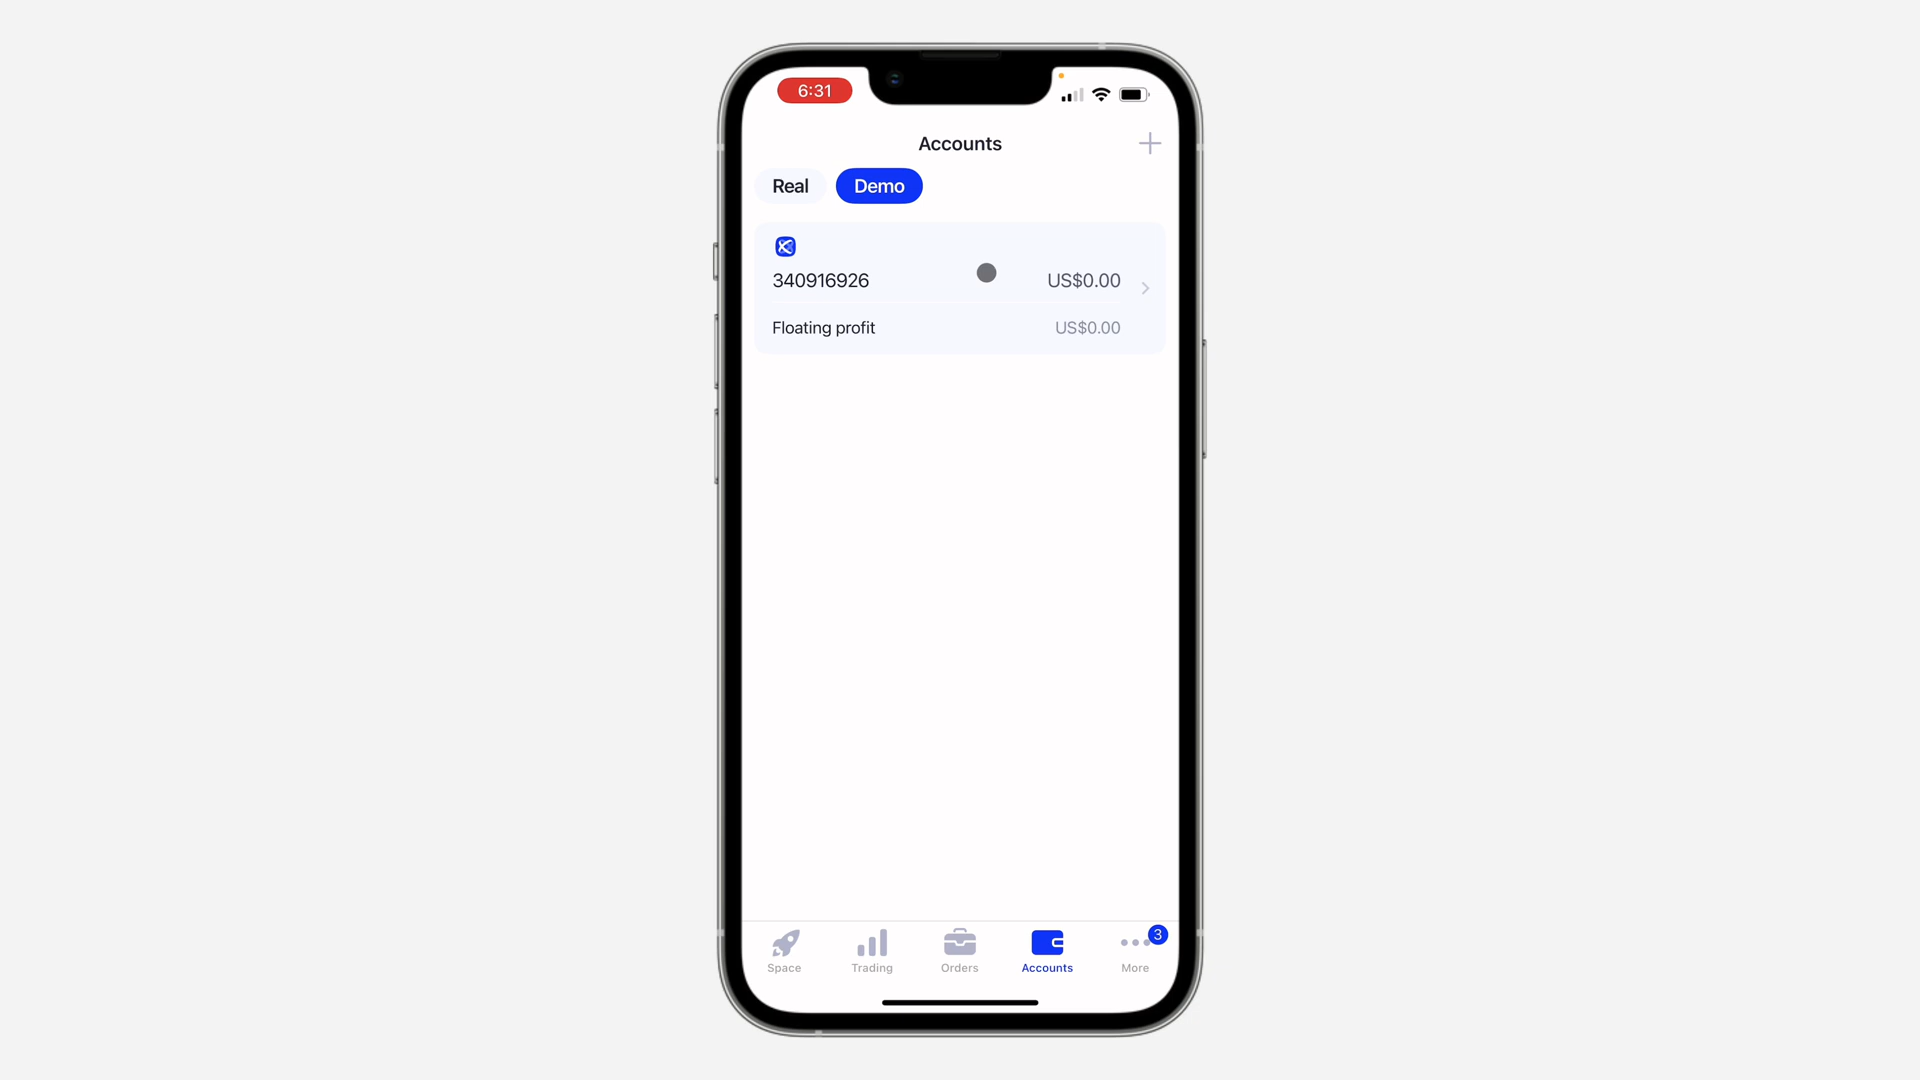 6:31
Accounts
Real Demo
340916926 US$0.00
Floating profit US$0.00
3
Space Trading Orders Accounts More